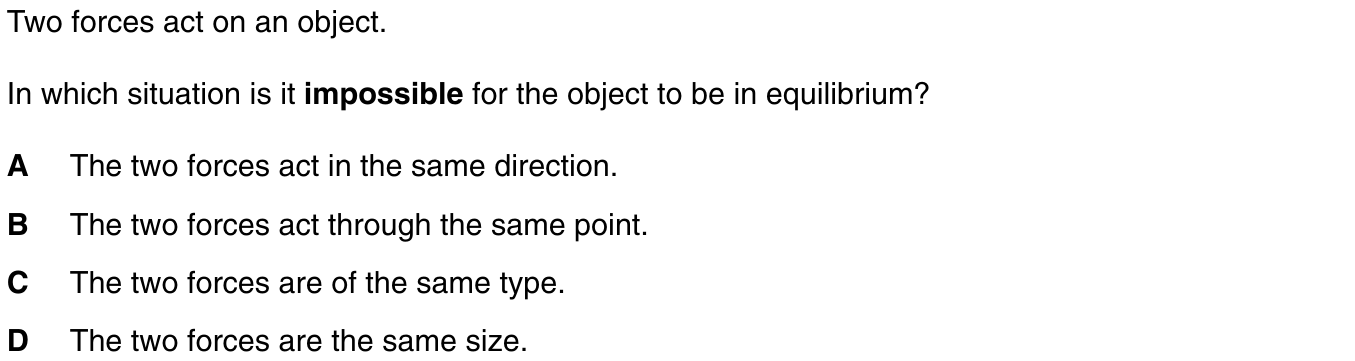 Two forces act on an object.
In which situation is it impossible for the object to be in equilibrium?
A The two forces act in the same direction.
B The two forces act through the same point.
C The two forces are of the same type.
D The two forces are the same size.